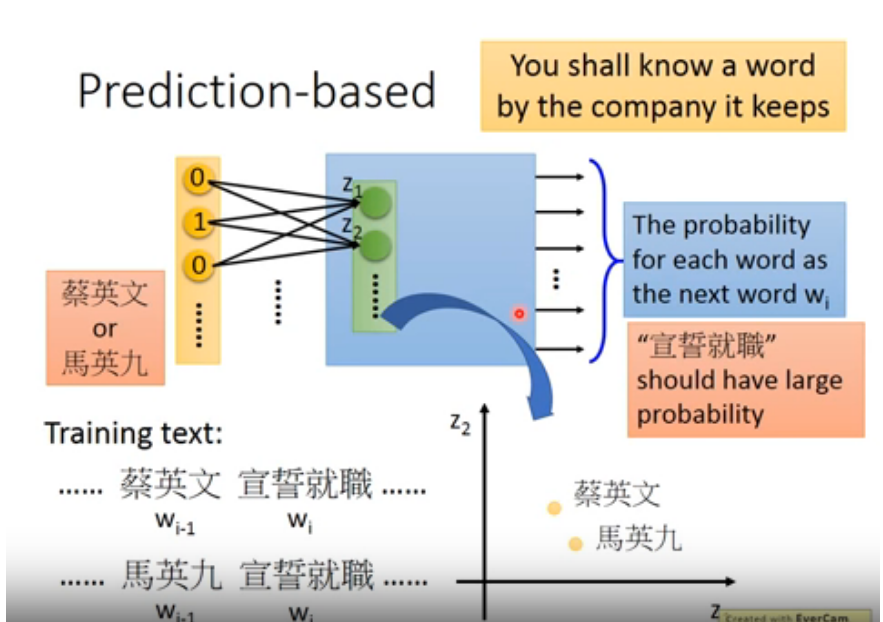 Prediction-based
You shall know a word
by the company it keeps
0
1
0
......
z1
z2
......
......
...
蔡英文
or
馬英九
The probability
for each word as
the next word wi
“宣誓就職”
should have large
probability
Training text:
...... 蔡英文 宣誓就職 ......
wi-1 wi
...... 馬英九 宣誓就職 ......
wi-1 wi
z2
蔡英文
馬英九
z
Created with EverCam